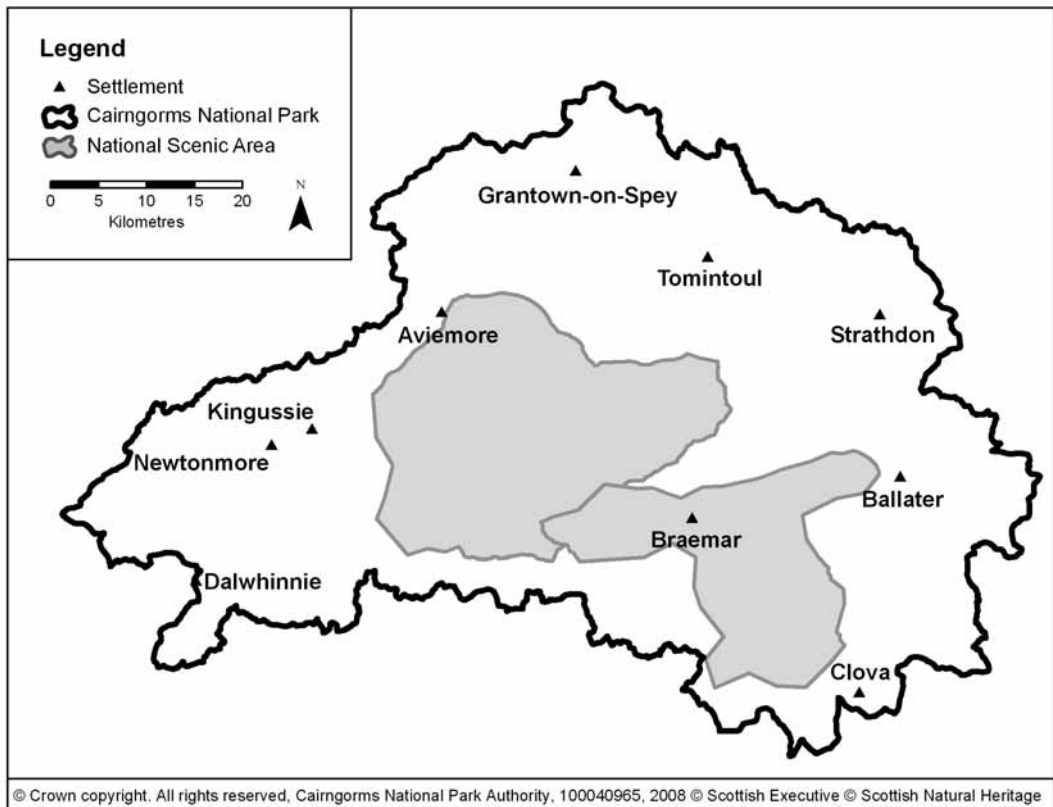 Legend
Settlement
Cairngorms National Park
National Scenic Area
0 5 10 15 20
Kilometres
N
Grantown-on-Spey
Tomintoul
Strathdon
Aviemore
Kingussie
Newtonmore
Ballater
Braemar
Dalwhinnie
Clova
© Crown copyright. All rights reserved, Cairngorms National Park Authority, 100040965, 2008 © Scottish Executive © Scottish Natural Heritage